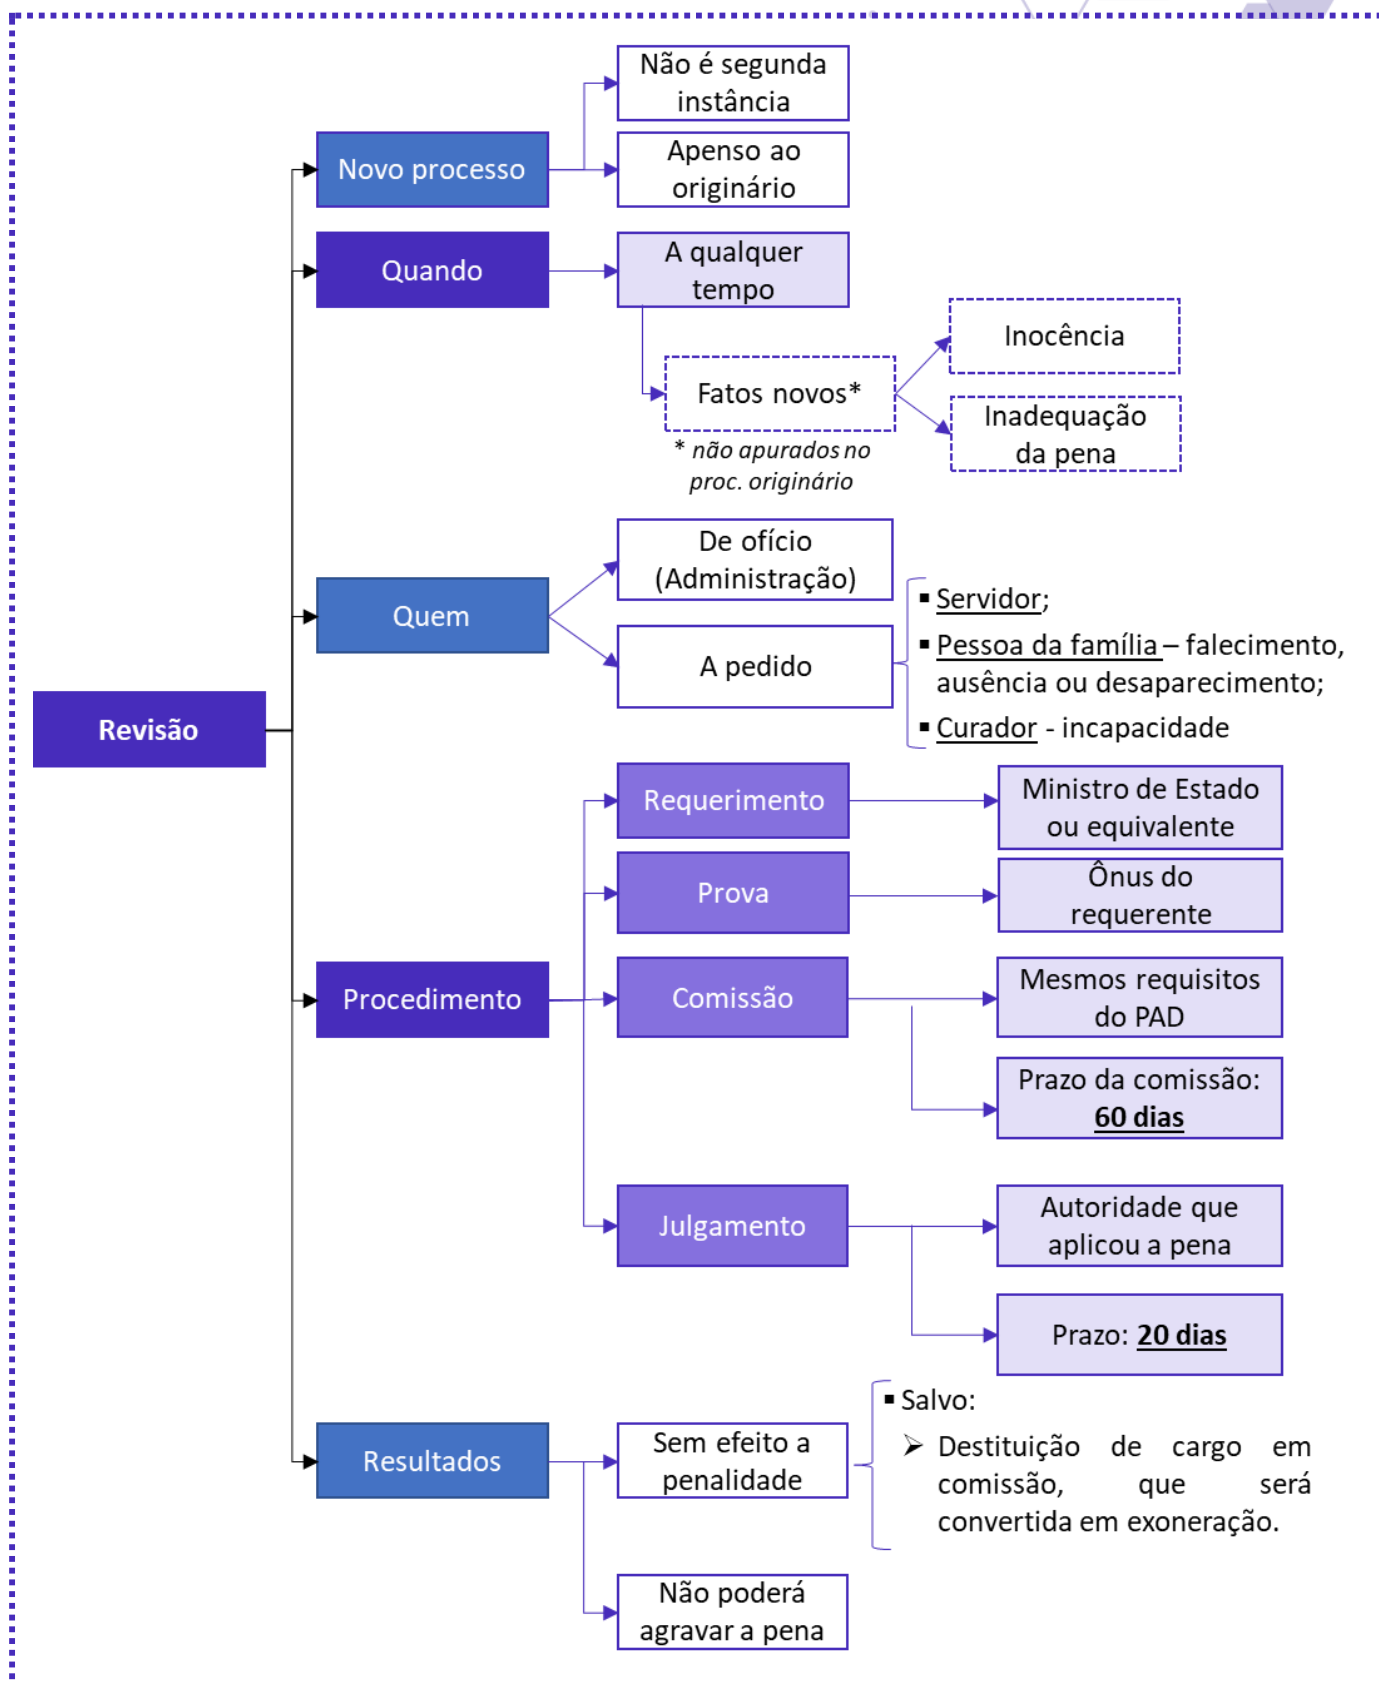 Não é segunda
instância
Novo processo
Apenso ao
originário
Quando
A qualquer
tempo
Inocência
Fatos novos*
Inadequação
da pena
* não apurados no
proc. originário
De ofício
(Administração)
Quem
A pedido
▪ Servidor;
▪ Pessoa da família – falecimento,
ausência ou desaparecimento;
▪ Curador - incapacidade
Revisão
Requerimento
Ministro de Estado
ou equivalente
Prova
Ônus do
requerente
Procedimento
Comissão
Mesmos requisitos
do PAD
Prazo da comissão:
60 dias
Julgamento
Autoridade que
aplicou a pena
Prazo: 20 dias
Resultados
Sem efeito a
penalidade
▪ Salvo:
➢ Destituição de cargo em
comissão, que será
convertida em exoneração.
Não poderá
agravar a pena